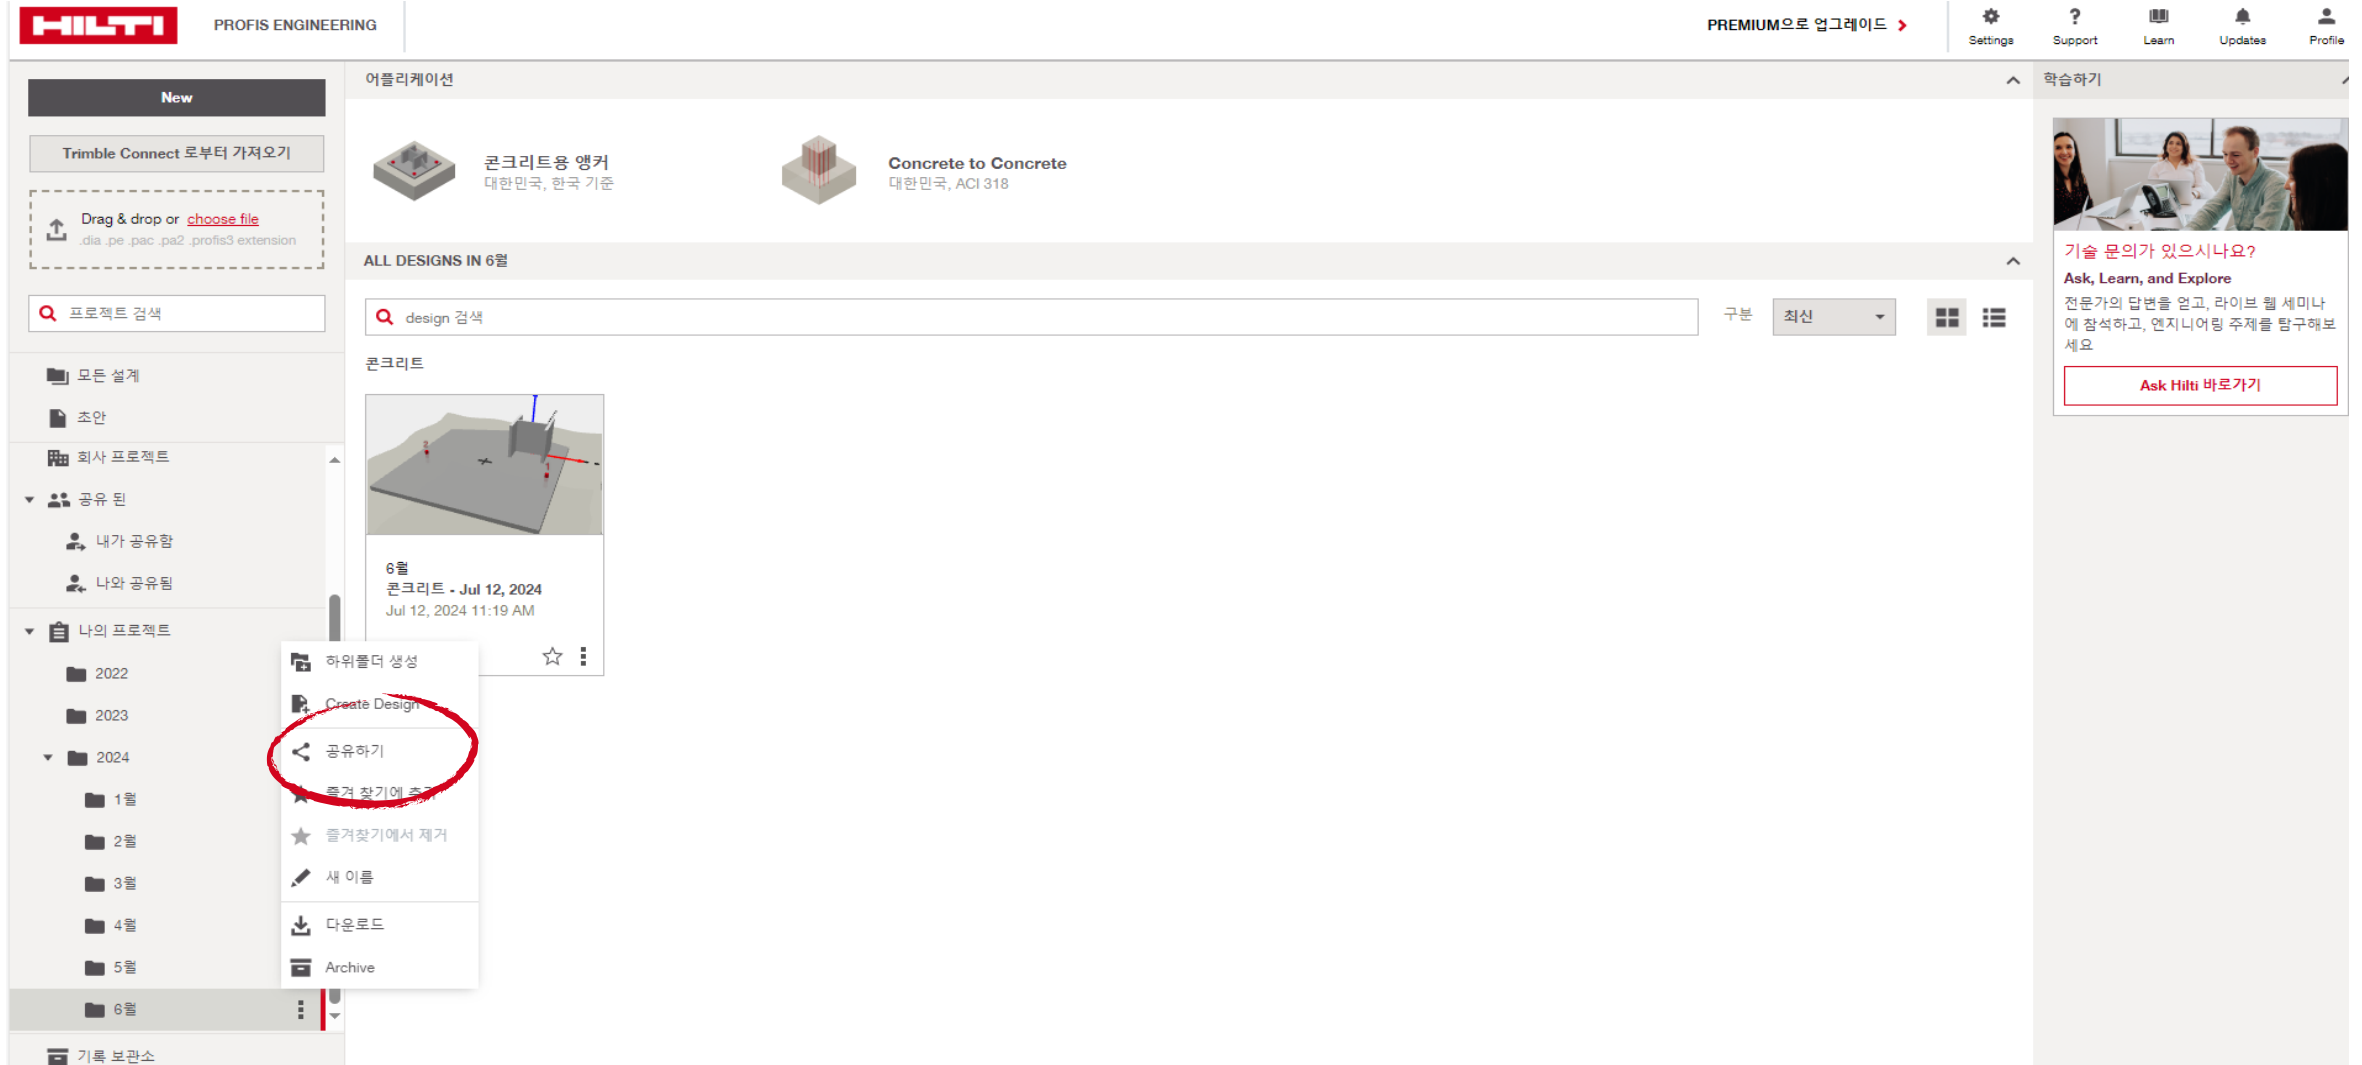 HILTI
PROFIS ENGINEERING
PREMIUM으로 업그레이드
Settings
Support
Learn
Updates
Profile
New
Trimble Connect 로부터 가져오기
Drag & drop or choose file
.dia .pe .pac .pa2 .profis3 extension
프로젝트 검색
모든 설계
초안
회사 프로젝트
공유 된
내가 공유함
나와 공유됨
나의 프로젝트
2022
2023
2024
1월
2월
3월
4월
5월
6월
기록 보관소
하위폴더 생성
Create Design
공유하기
즐겨 찾기에 추가
즐겨찾기에서 제거
새 이름
다운로드
Archive
어플리케이션
콘크리트용 앵커
대한민국, 한국 기준
Concrete to Concrete
대한민국, ACI 318
ALL DESIGNS IN 6월
design 검색
구분
최신
콘크리트
2
1
6월
콘크리트 - Jul 12, 2024
Jul 12, 2024 11:19 AM
학습하기
기술 문의가 있으시나요?
Ask, Learn, and Explore
전문가의 답변을 얻고, 라이브 웹 세미나
에 참석하고, 엔지니어링 주제를 탐구해보
세요
Ask Hilti 바로가기